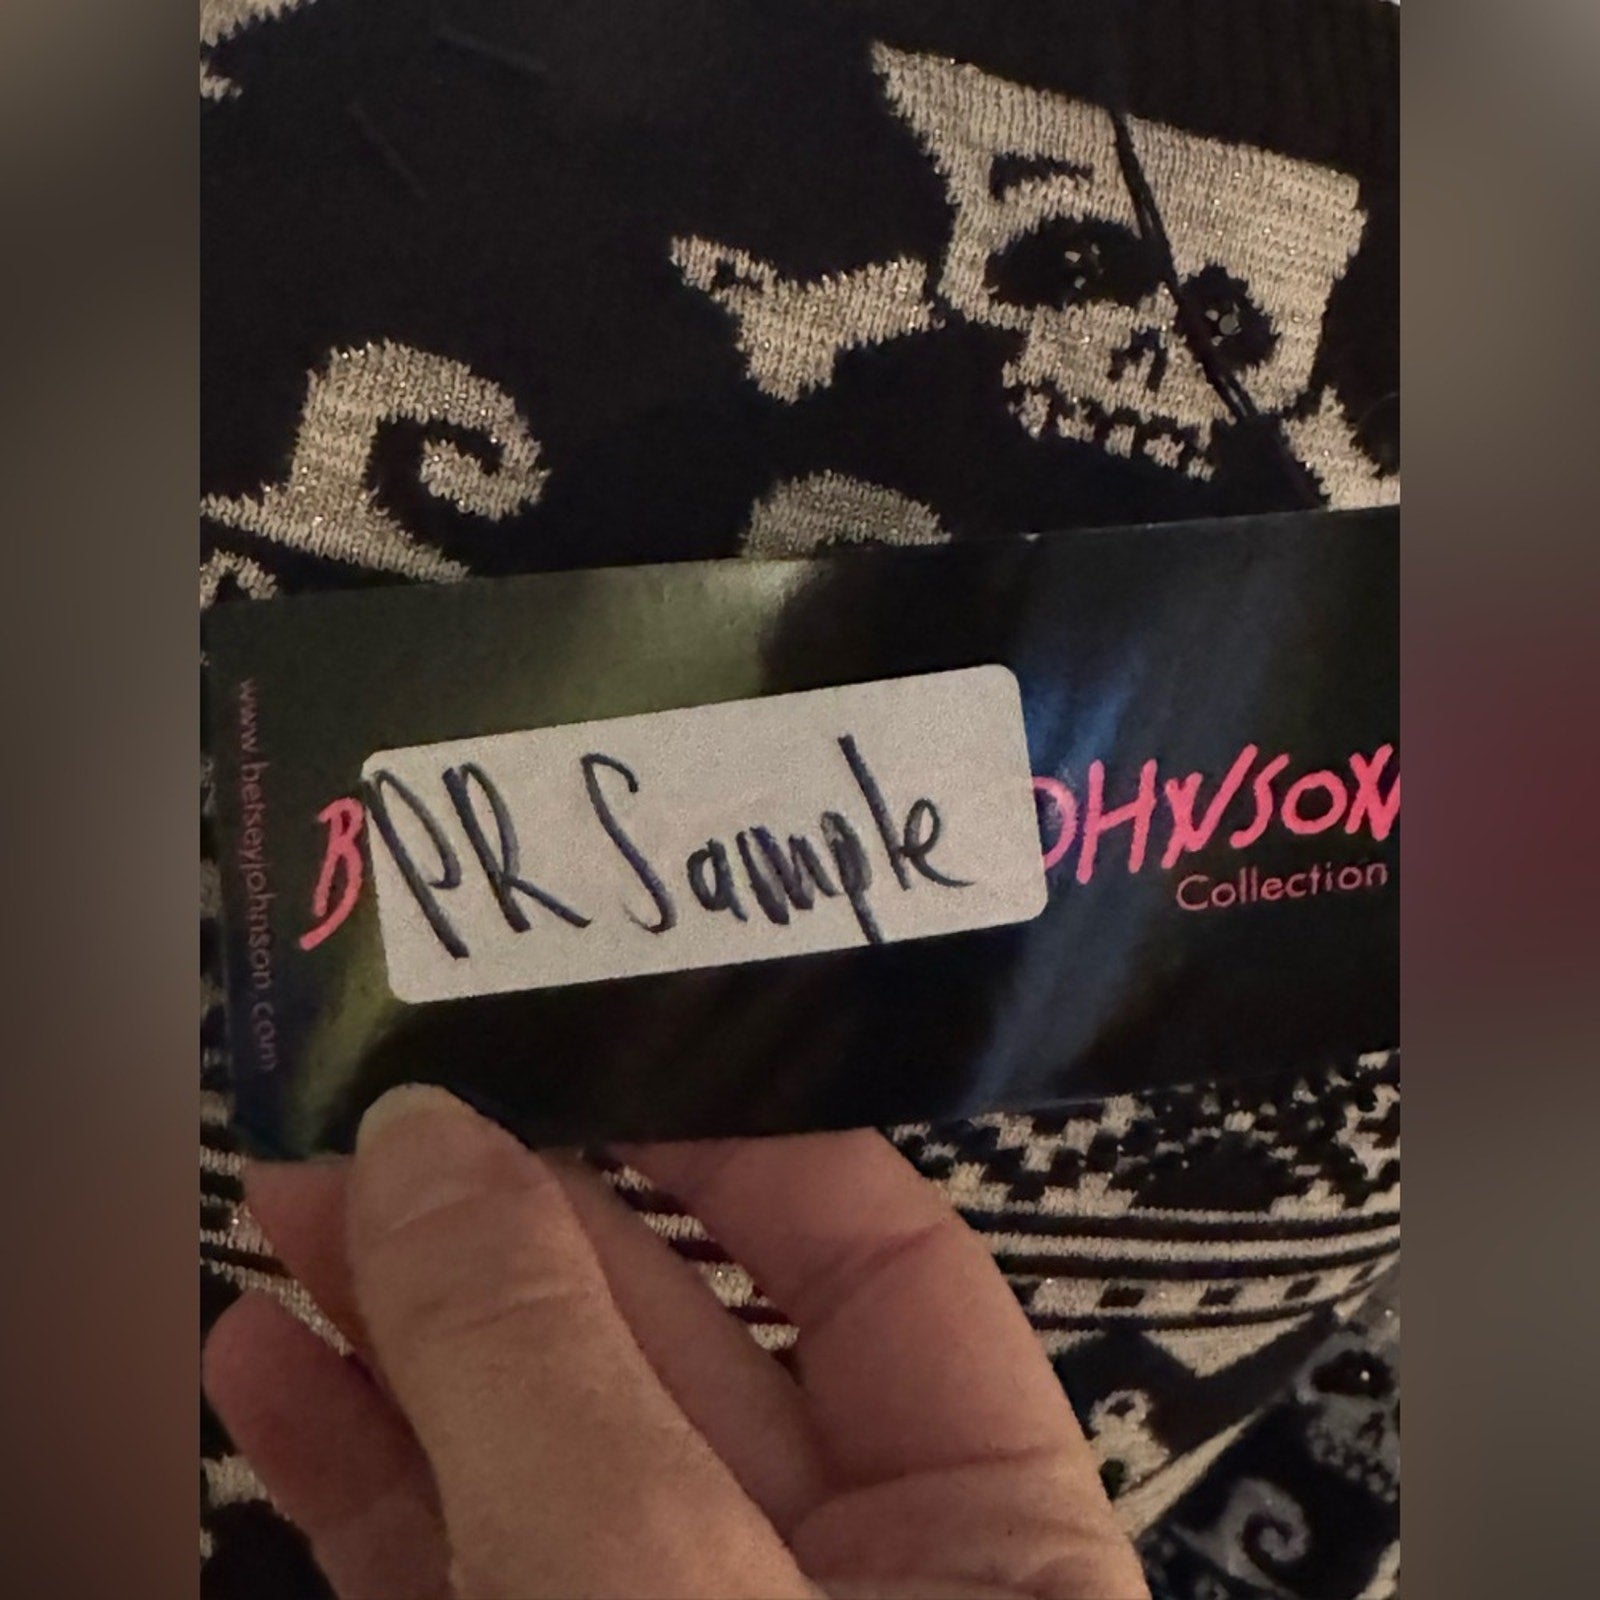 www.betseyjohnson.com
B
PR Sample
OHNSON
Collection